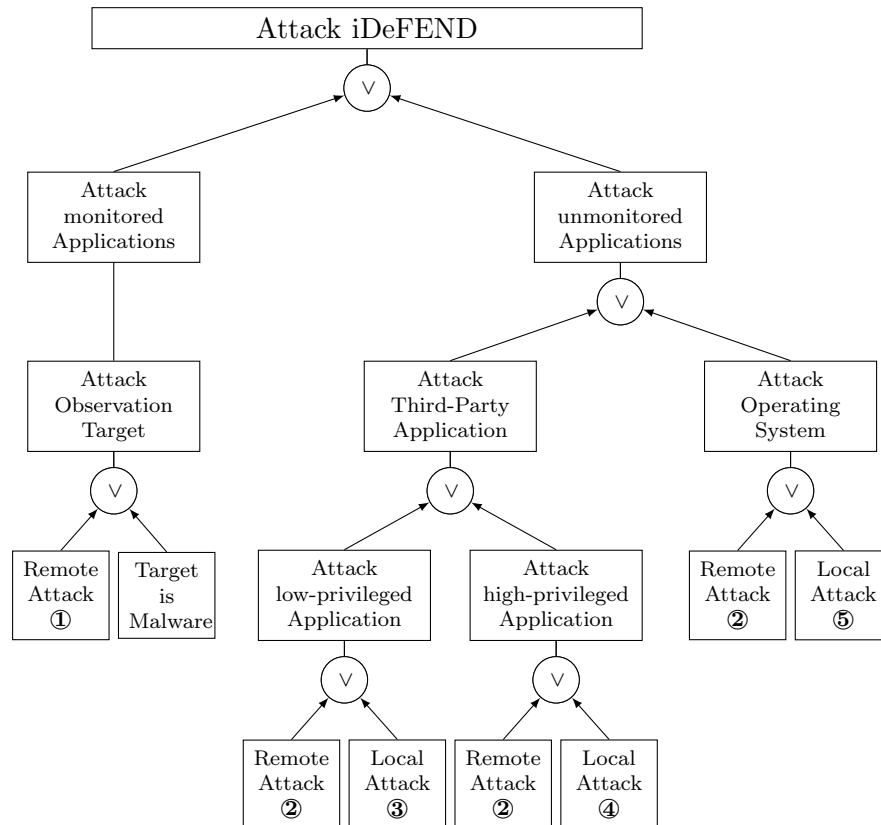 Attack iDeFEND
∨
Attack
monitored
Applications
Attack
unmonitored
Applications
∨
Attack
Observation
Target
Attack
Third-Party
Application
Attack
Operating
System
∨
∨
∨
Remote
Attack
①
Target
is
Malware
Attack
low-privileged
Application
Attack
high-privileged
Application
Remote
Attack
②
Local
Attack
⑤
∨
∨
Remote
Attack
②
Local
Attack
③
Remote
Attack
②
Local
Attack
④